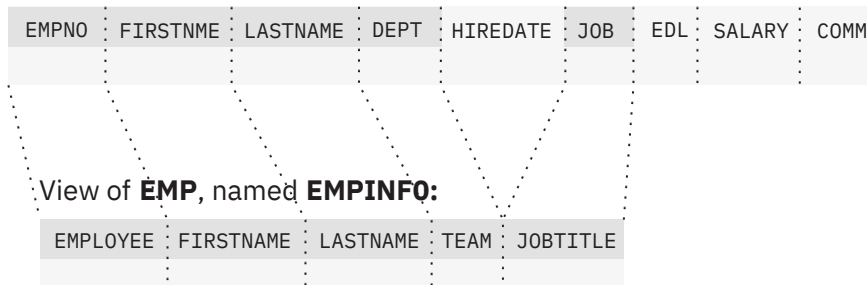 EMPNO FIRSTNME LASTNAME DEPT HIREDATE JOB EDL SALARY COMM
View of EMP, named EMPINFO:
EMPLOYEE FIRSTNAME LASTNAME TEAM JOBTITLE